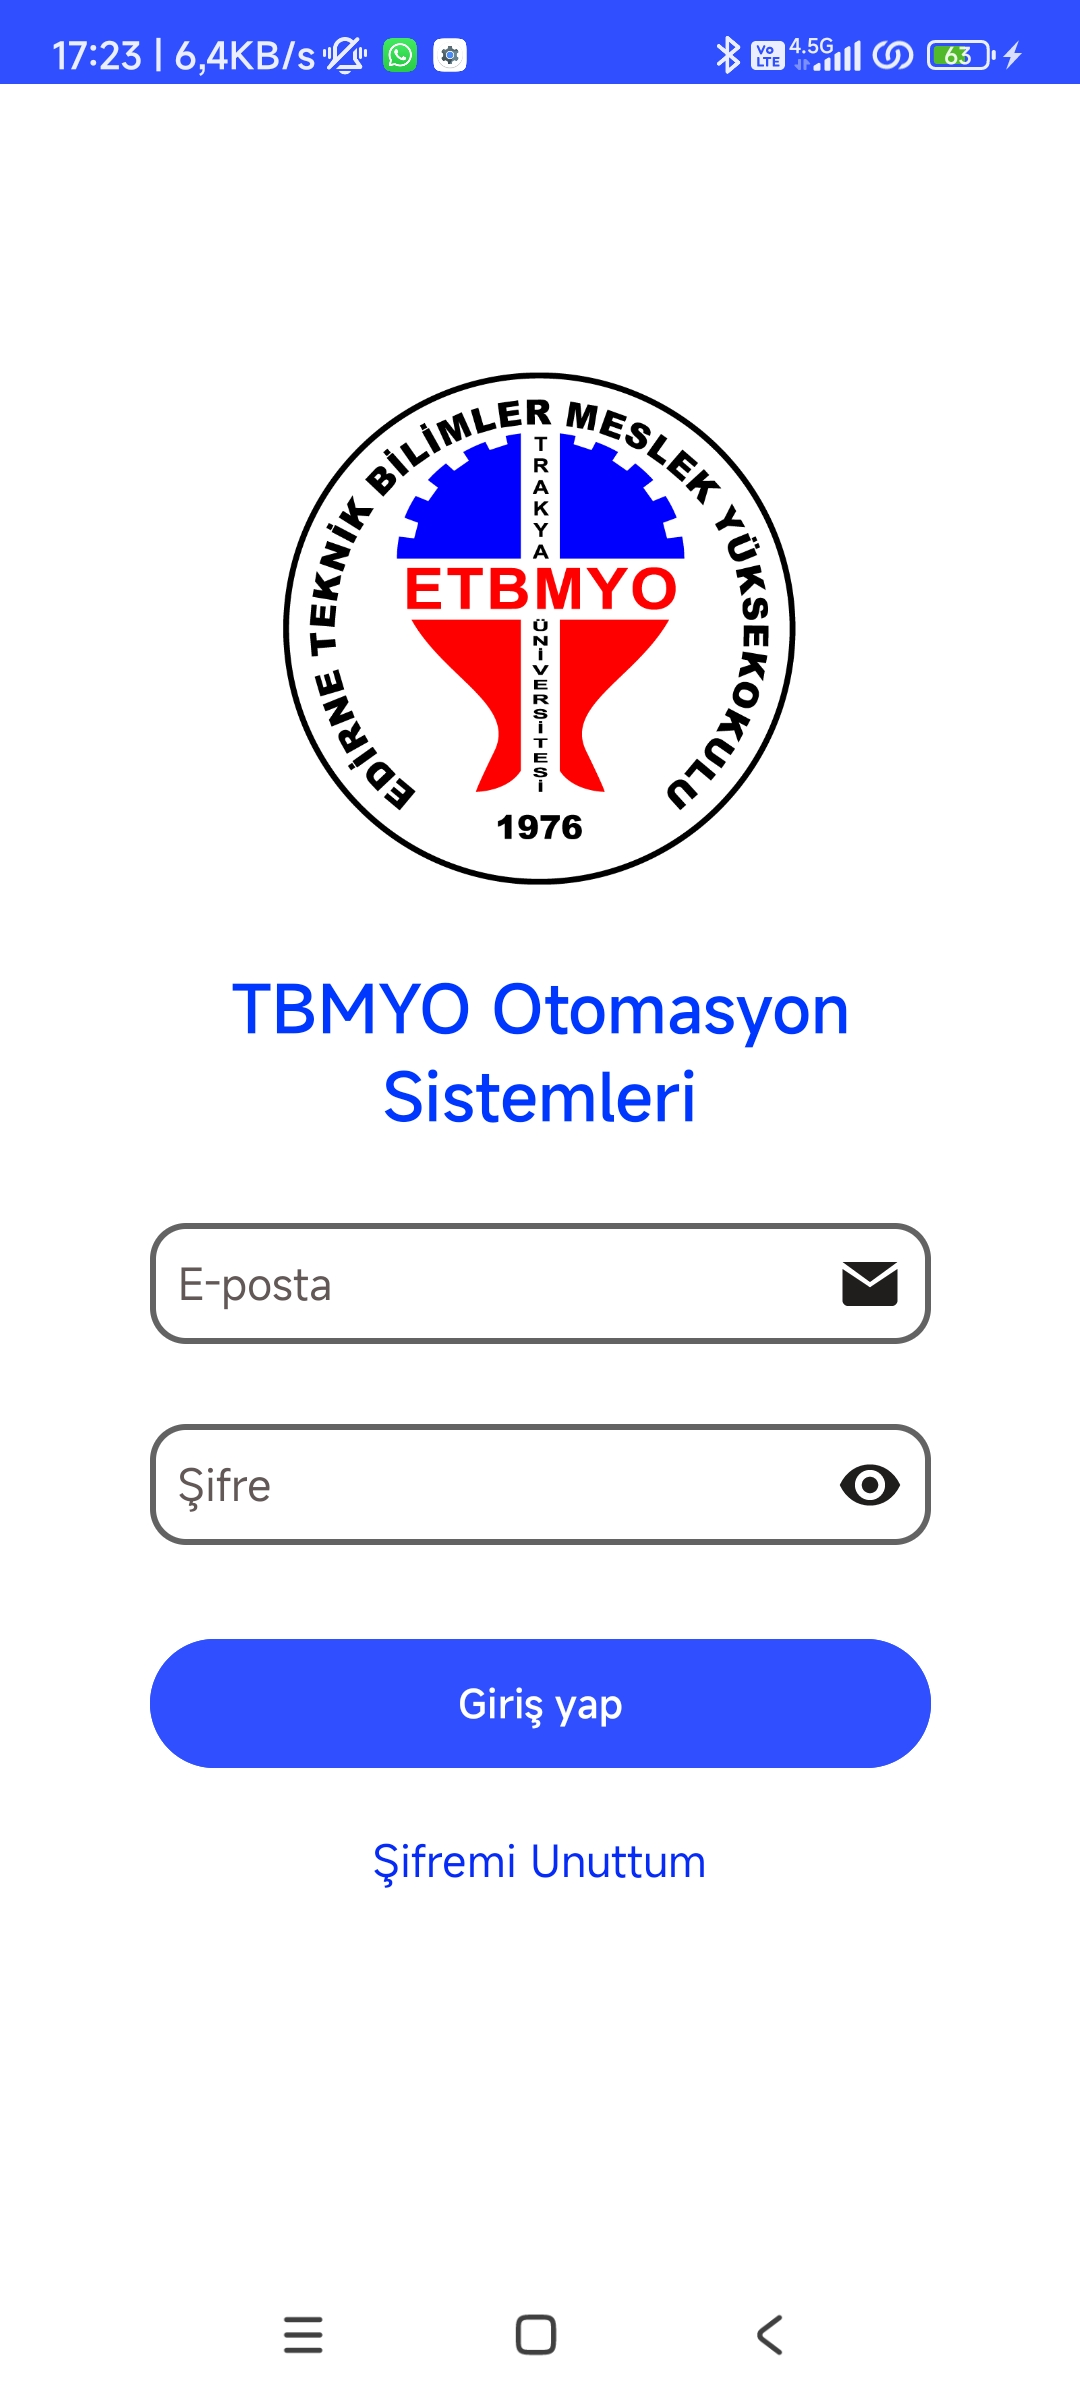 17:23 | 6,4KB/s
Vo LTE 4.5G 63
EDİRNE TEKNİK BİLİMLER MESLEK YÜKSEKOKULU
TRAKYA
ETBMYO
ÜNİVERSİTESİ
1976
TBMYO Otomasyon
Sistemleri
E-posta
Şifre
Giriş yap
Şifremi Unuttum